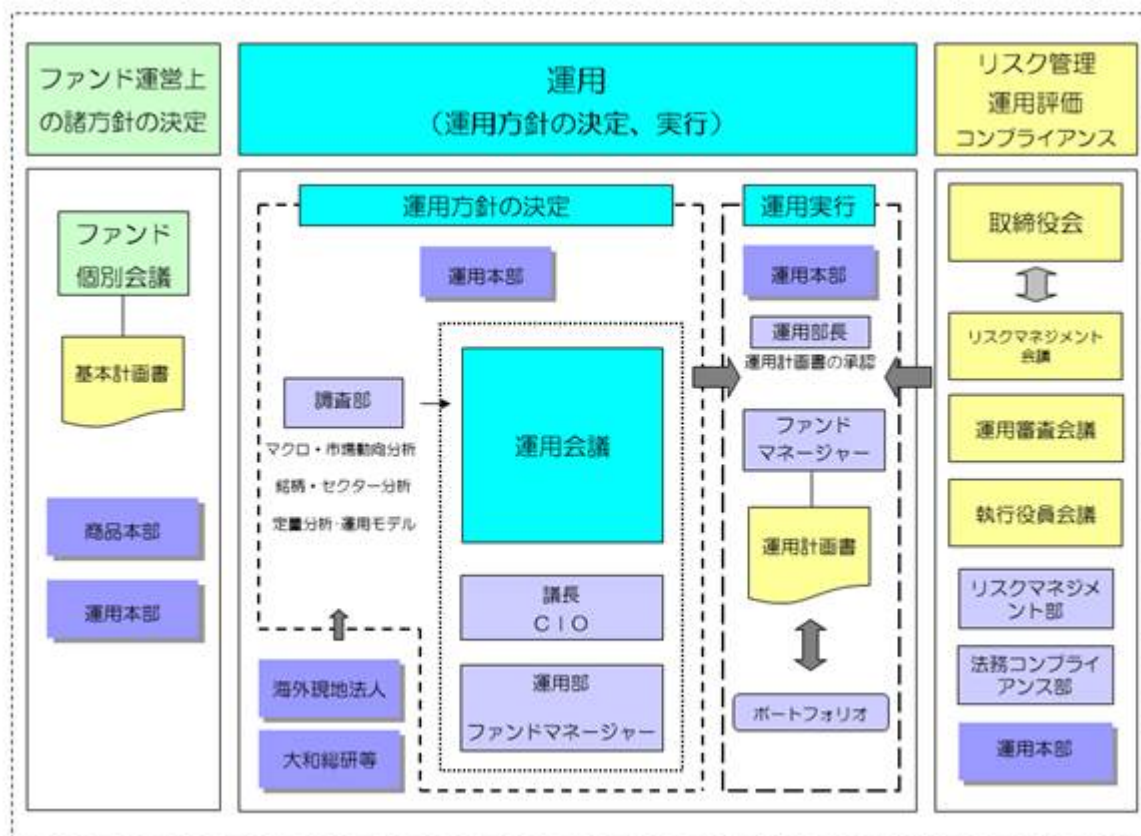 ファンド運営上
の諸方針の決定
運用
（運用方針の決定、実行）
リスク管理
運用評価
コンプライアンス
ファンド
個別会議
基本計画書
商品本部
運用本部
運用方針の決定
運用本部
調査部
マクロ・市場動向分析
銘柄・セクター分析
定量分析・運用モデル
運用会議
議長
ＣＩＯ
運用部
ファンドマネージャー
海外現地法人
大和総研等
運用実行
運用本部
運用部長
運用計画書の承認
ファンド
マネージャー
運用計画書
ポートフォリオ
取締役会
リスクマネジメント
会議
運用審査会議
執行役員会議
リスクマネジメ
ント部
法務コンプライ
アンス部
運用本部